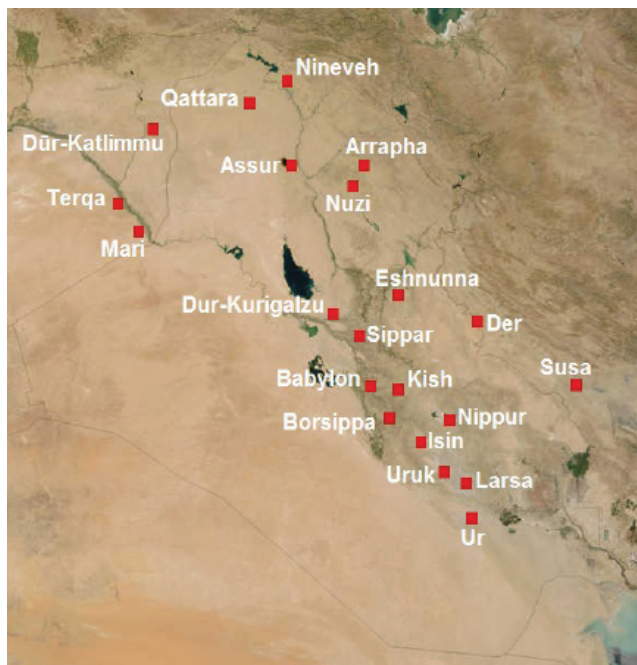 Nineveh
Qattara
Dūr-Katlimmu
Assur
Arrapha
Terqa
Nuzi
Mari
Eshnunna
Dur-Kurigalzu
Der
Sippar
Susa
Babylon
Kish
Borsippa
Nippur
Isin
Uruk
Larsa
Ur